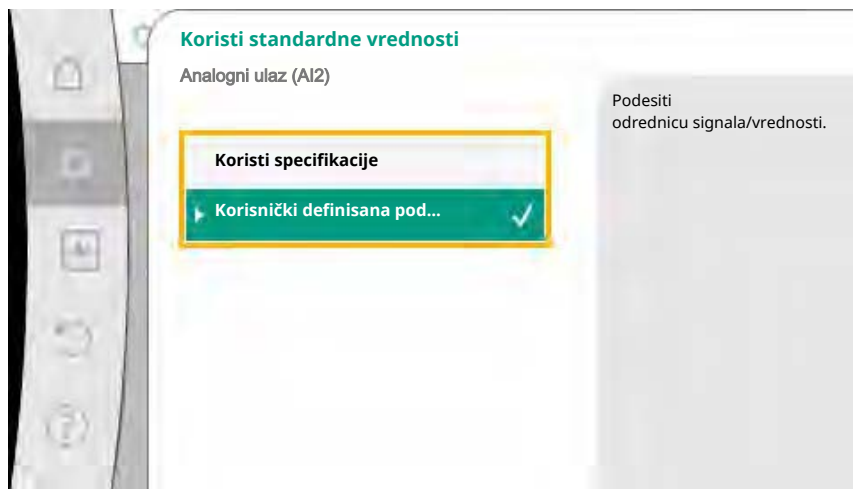 Koristi standardne vrednosti
Analogni ulaz (AI2)
Podesiti
odrednicu signala/vrednosti.
Koristi specifikacije
Korisnički definisana pod...